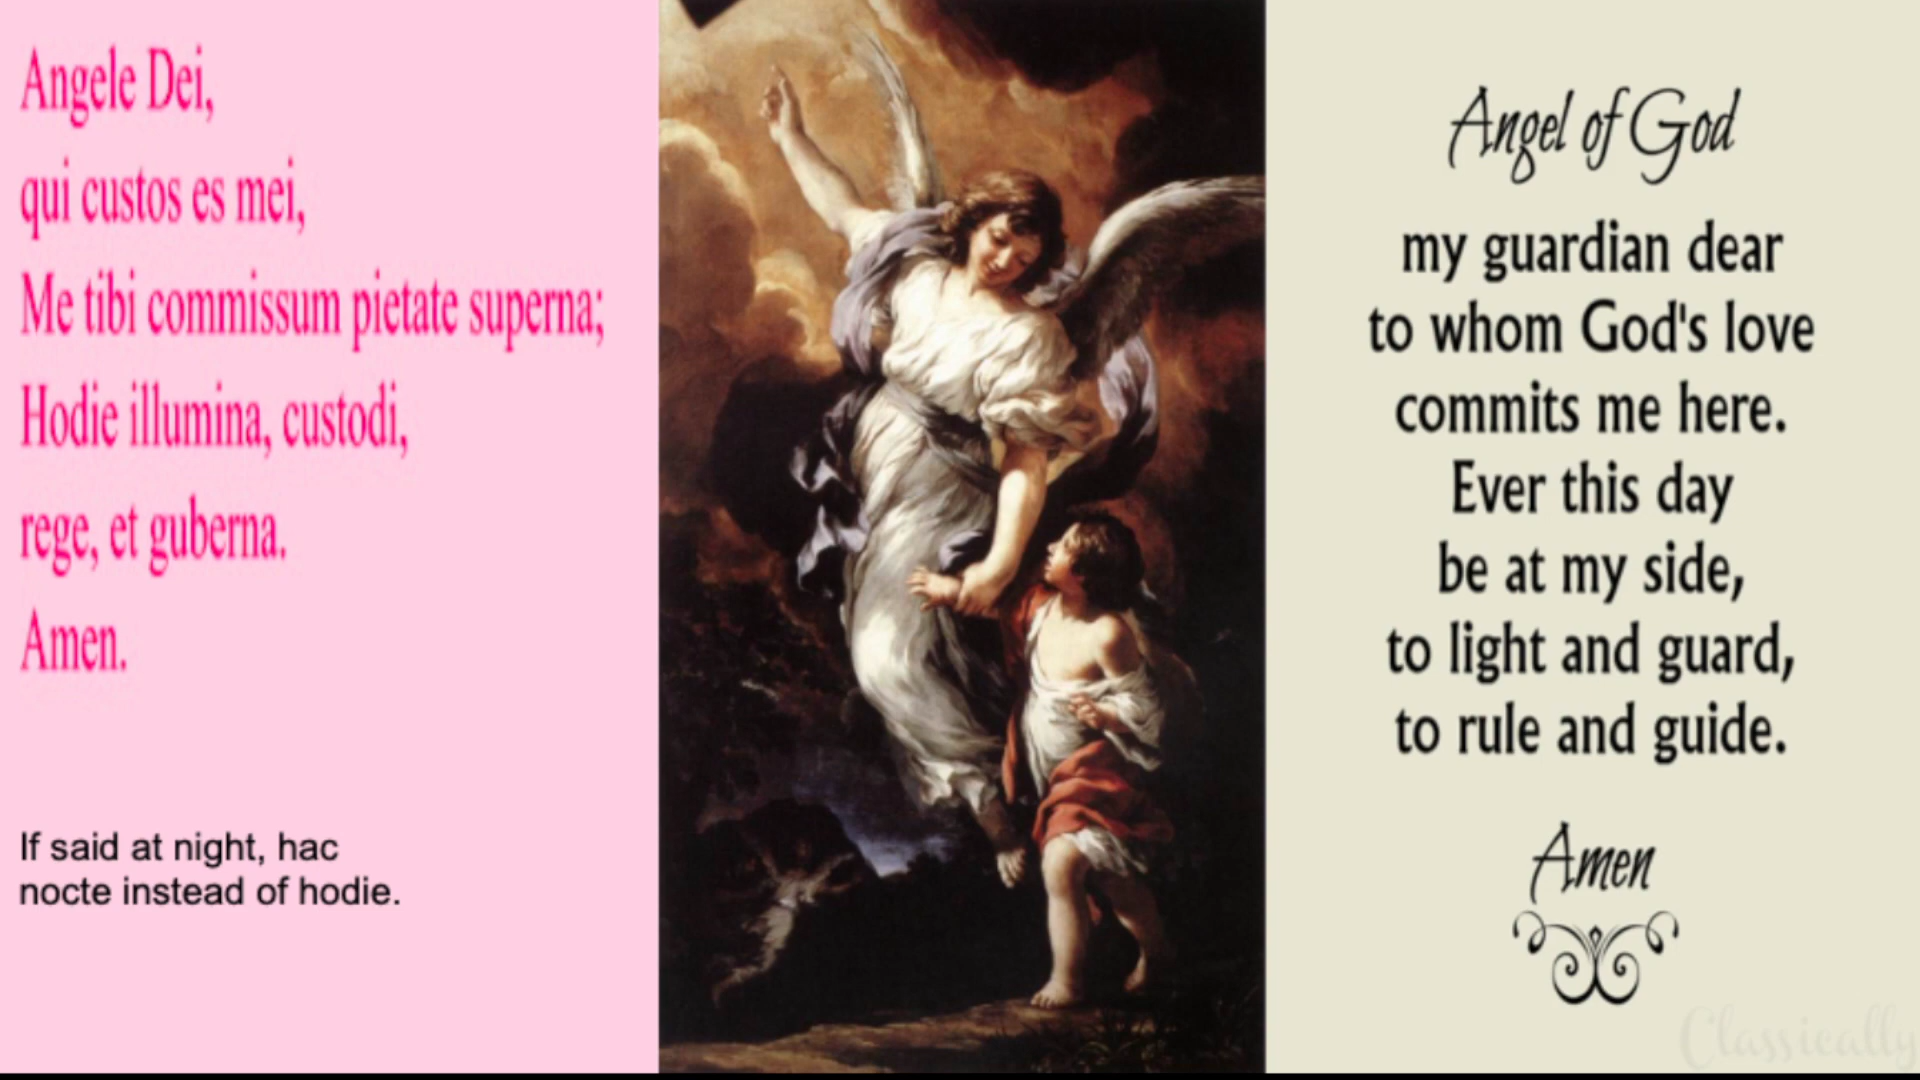 Angele Dei,
qui custos es mei,
Me tibi commissum pietate superna;
Hodie illumina, custodi,
rege, et guberna.
Amen.
If said at night, hac
nocte instead of hodie.
Angel of God
my guardian dear
to whom God's love
commits me here.
Ever this day
be at my side,
to light and guard,
to rule and guide.
Amen
Classically